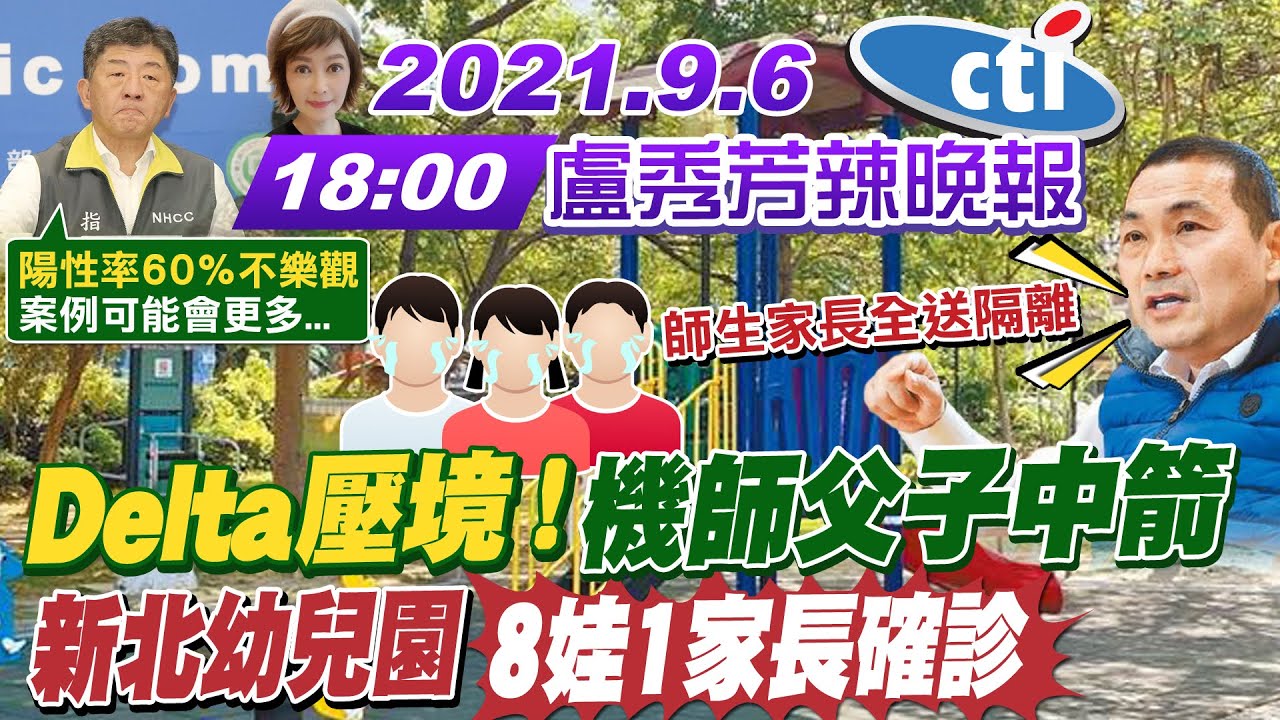 ic om
部
指 NHCC
2021.9.6
cti
18:00
盧秀芳辣晚報
陽性率60%不樂觀
案例可能會更多...
師生家長全送隔離
Delta壓境!機師父子中箭
新北幼兒園 8娃1家長確診